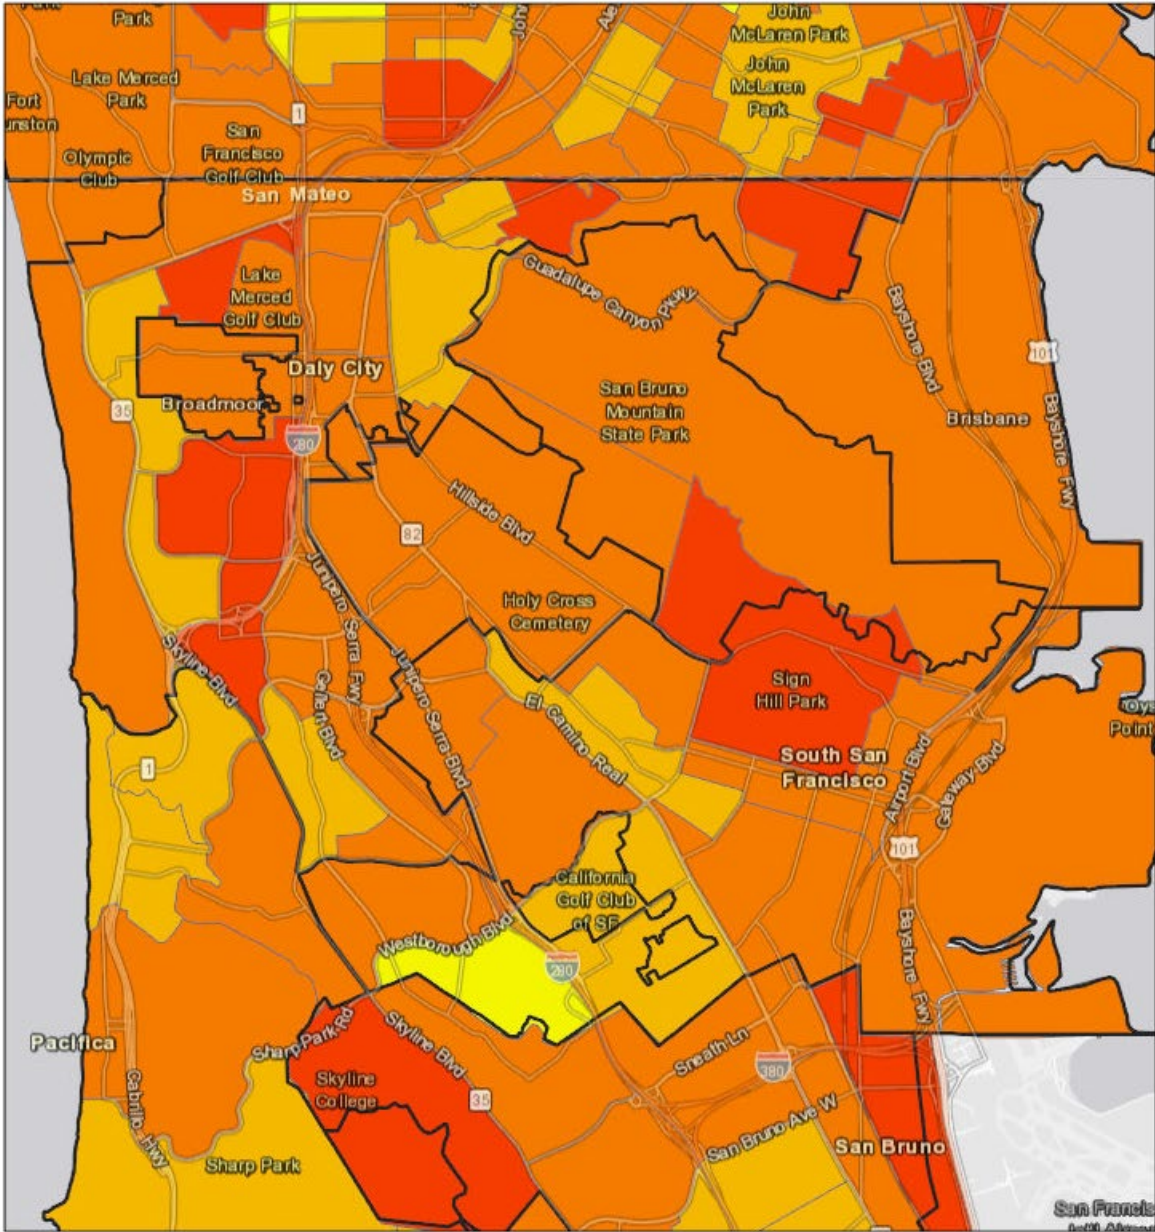 Park
Park
John
McLaren Park
Lake Merced
Park
John
McLaren
Park
Fort
unston
1
San
Francisco
Golf Club
Olympic
Club
San Mateo
Guadalupe Canyon Pkwy
Lake
Merced
Golf Club
Bayshore Blvd
101
Daly City
San Bruno
Mountain
State Park
35
Broadmoor
Brisbane
280
Bayshore Fwy
Hillside Blvd
82
Junipero Serra Fwy
Holy Cross
Cemetery
Skyline Blvd
Gellert Blvd
Junipero Serra Blvd
Sign
Hill Park
El Camino Real
Oys
Point
1
South San
Francisco
Airport Blvd
Gateway Blvd
101
California
Golf Club
of SF
Westborough Blvd
280
Bayshore Fwy
Pacifica
Sharp Park Rd
Skyline Blvd
Sneath Ln
380
Skyline
College
35
Cabrillo Hwy
San Bruno Ave W
San Bruno
Sharp Park
San Francis